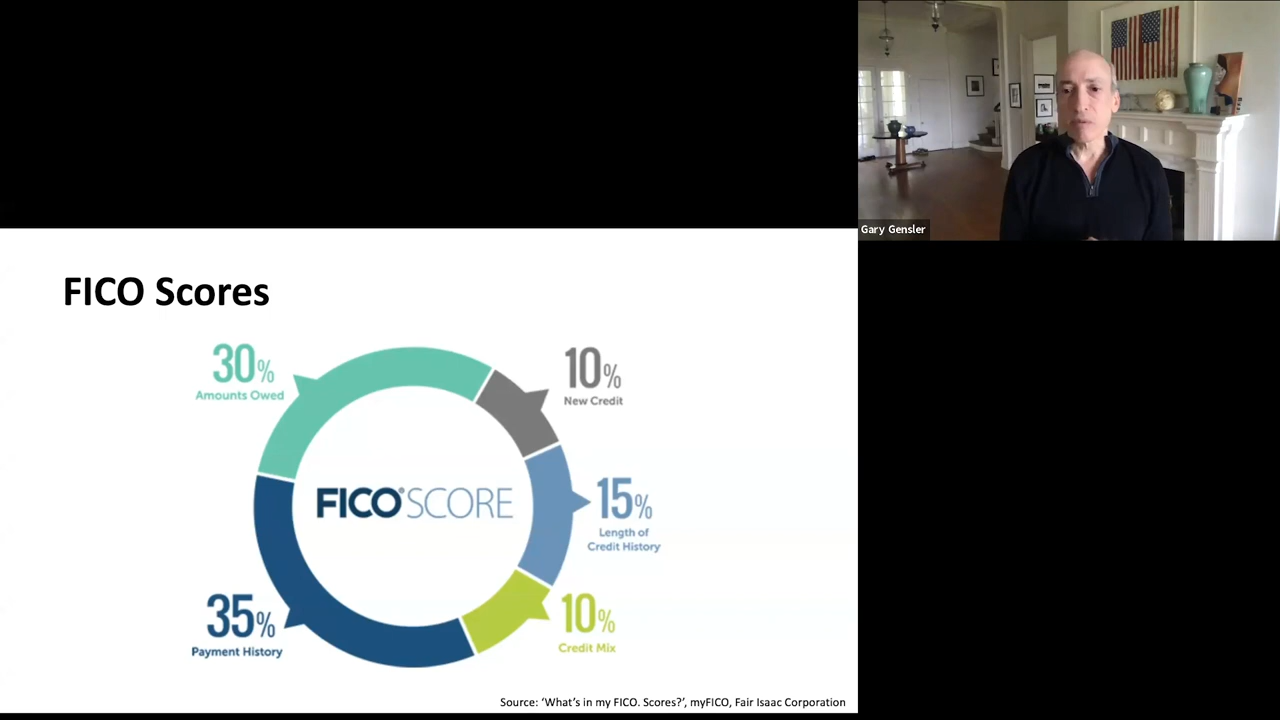 Gary Gensler
FICO Scores
30%
Amounts Owed
10%
New Credit
FICO® SCORE
15%
Length of
Credit History
35%
Payment History
10%
Credit Mix
Source: ‘What’s in my FICO. Scores?’, myFICO, Fair Isaac Corporation